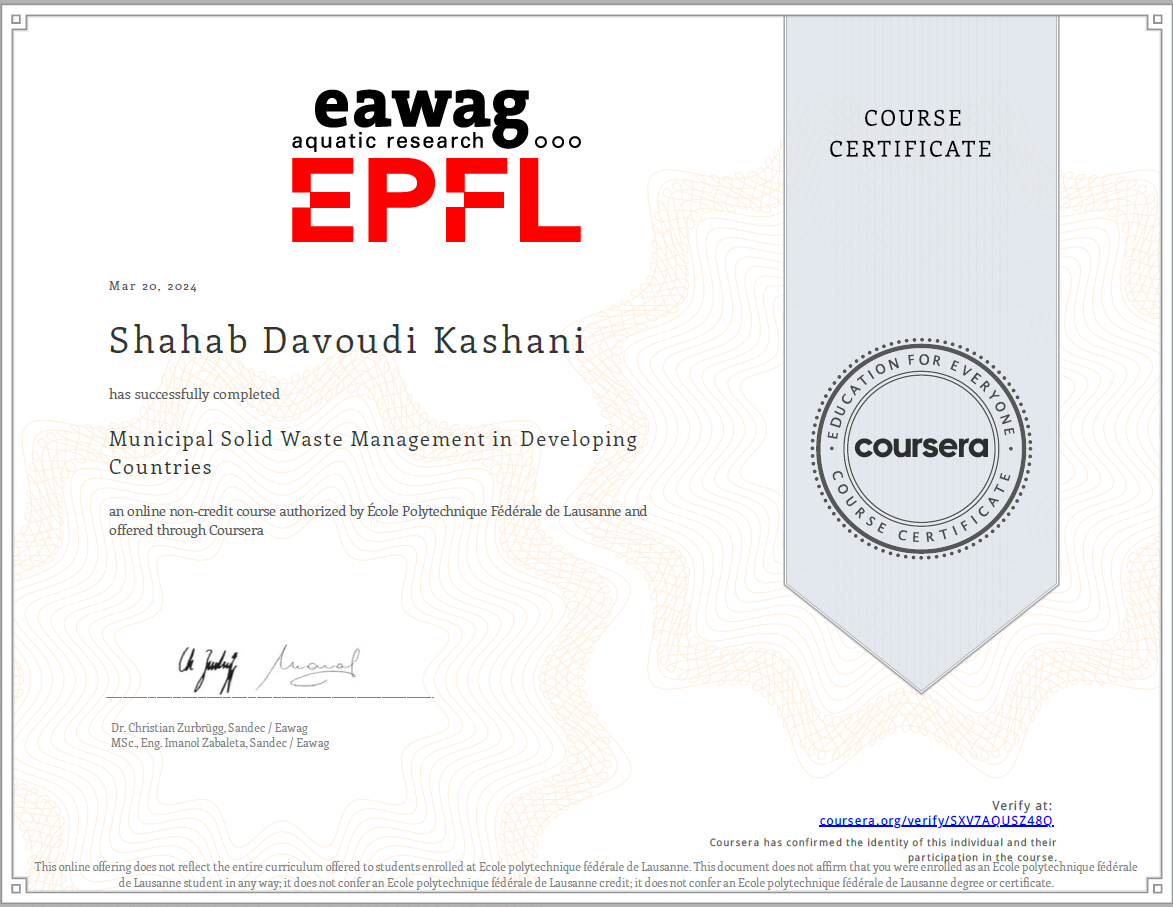 eawag
aquatic research
EPFL
COURSE
CERTIFICATE
Mar 20, 2024
Shahab Davoudi Kashani
has successfully completed
Municipal Solid Waste Management in Developing
Countries
an online non-credit course authorized by École Polytechnique Fédérale de Lausanne and
offered through Coursera
EDUCATION FOR EVERYONE
coursera
COURSE CERTIFICATE
Dr. Christian Zurbrügg, Sandec / Eawag
MSc., Eng. Imanol Zabaleta, Sandec / Eawag
Verify at:
coursera.org/verify/SXV7AQUSZ48Q
Coursera has confirmed the identity of this individual and their
participation in the course.
This online offering does not reflect the entire curriculum offered to students enrolled at Ecole polytechnique fédérale de Lausanne. This document does not affirm that you were enrolled as an Ecole polytechnique fédérale
de Lausanne student in any way; it does not confer an Ecole polytechnique fédérale de Lausanne credit; it does not confer an Ecole polytechnique fédérale de Lausanne degree or certificate.